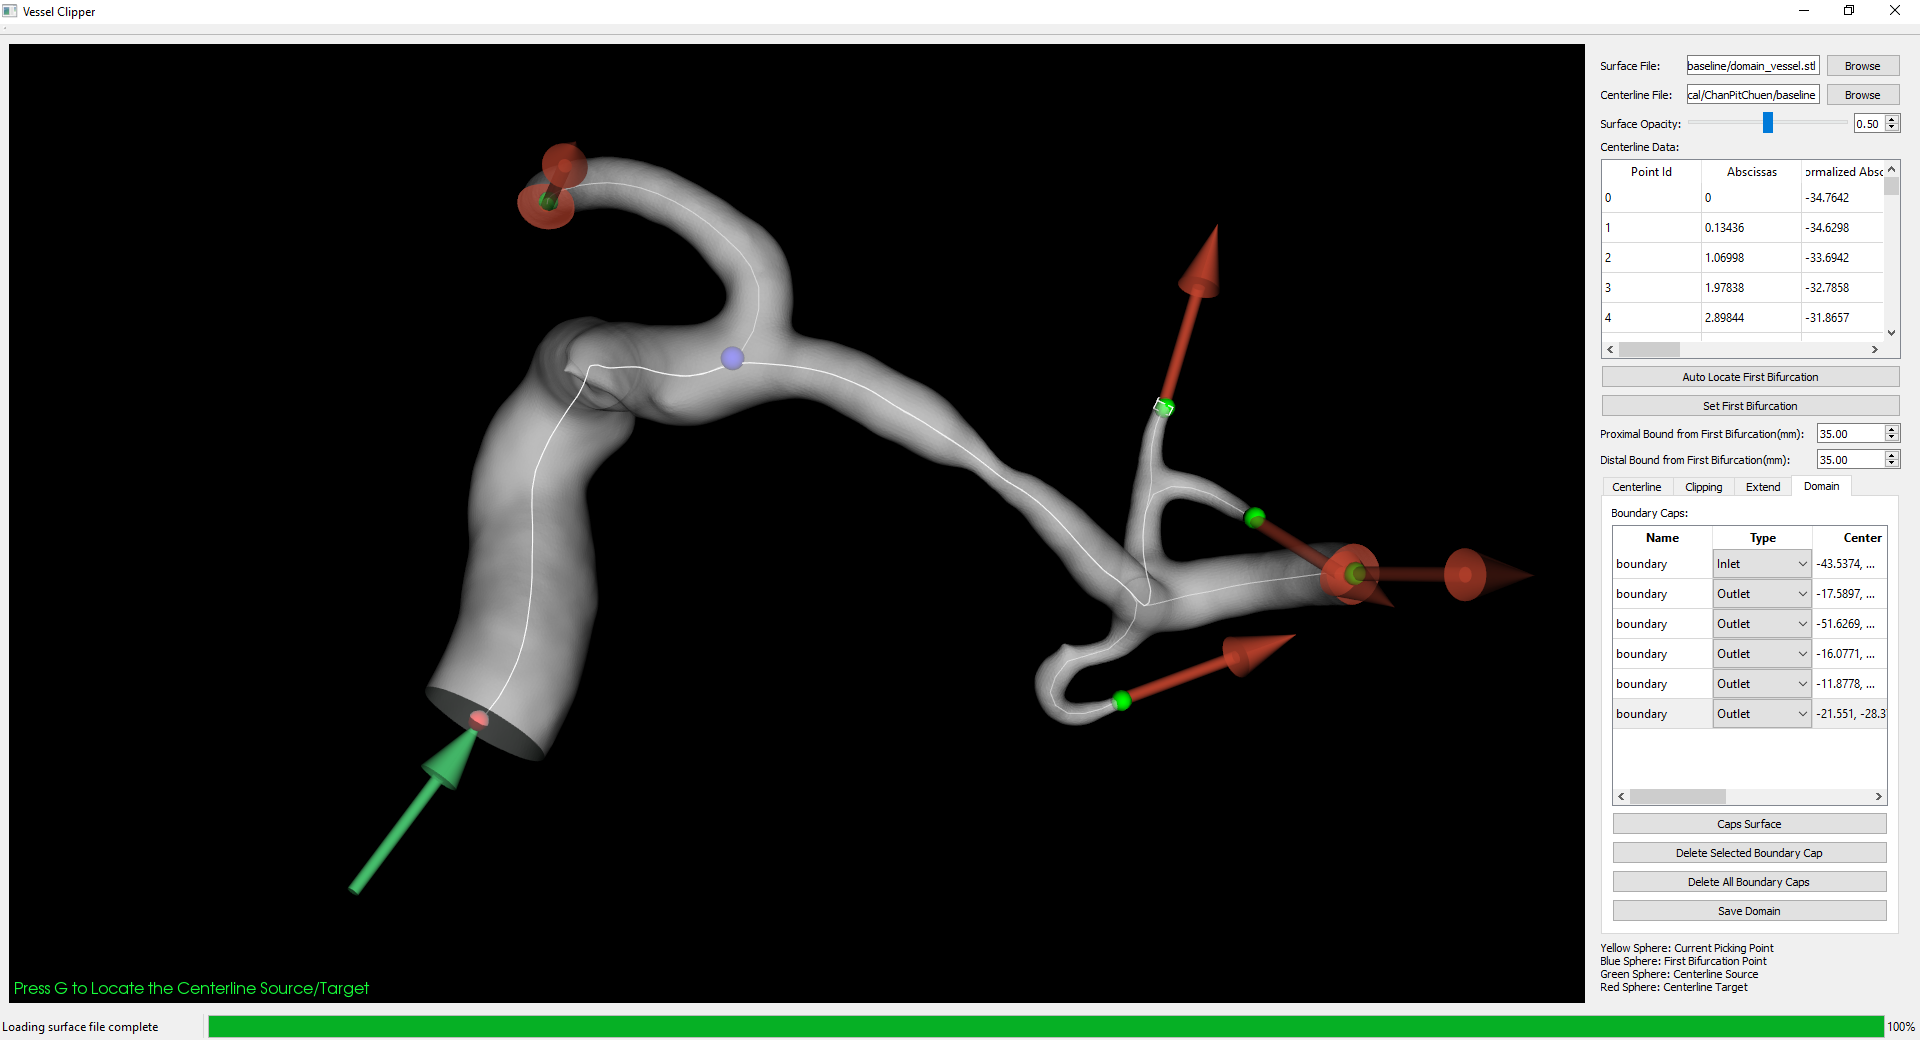 Vessel Clipper
Surface File: baseline/domain_vessel.stl Browse
Centerline File: cal/ChanPitChuen/baseline Browse
Surface Opacity: 0.50
Centerline Data:
Point Id Abscissas ormalized Absc
0 0 -34.7642
1 0.13436 -34.6298
2 1.06998 -33.6942
3 1.97838 -32.7858
4 2.89844 -31.8657
Auto Locate First Bifurcation
Set First Bifurcation
Proximal Bound from First Bifurcation(mm): 35.00
Distal Bound from First Bifurcation(mm): 35.00
Centerline Clipping Extend Domain
Boundary Caps:
Name Type Center
boundary Inlet -43.5374, ...
boundary Outlet -17.5897, ...
boundary Outlet -51.6269, ...
boundary Outlet -16.0771, ...
boundary Outlet -11.8778, ...
boundary Outlet -21.551, -28.3
Caps Surface
Delete Selected Boundary Cap
Delete All Boundary Caps
Save Domain
Yellow Sphere: Current Picking Point
Blue Sphere: First Bifurcation Point
Green Sphere: Centerline Source
Red Sphere: Centerline Target
Press G to Locate the Centerline Source/Target
Loading surface file complete 100%